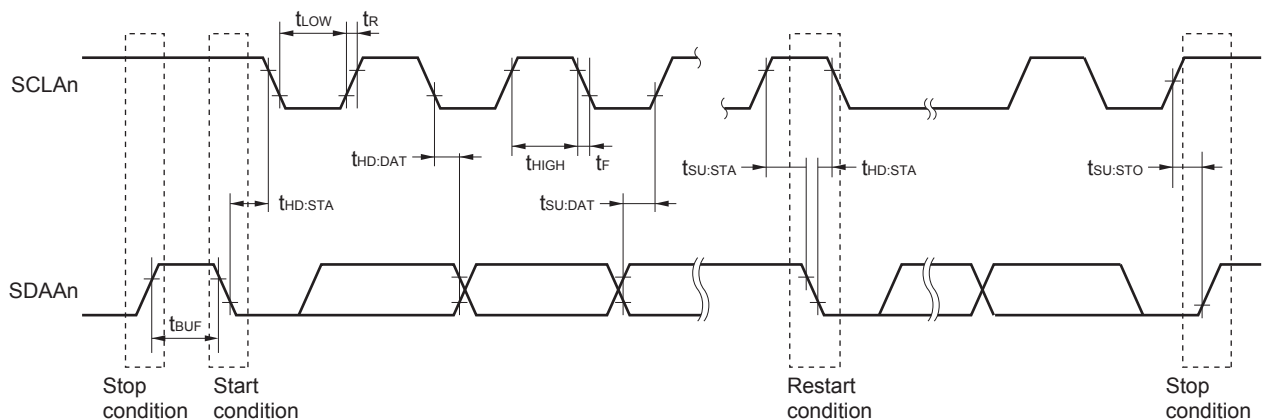 tLOW tR
SCLAn
tHD:DAT tHIGH tF tSU:STA tHD:STA tSU:STO
tHD:STA tSU:DAT
SDAAn
tBUF
Stop condition
Start condition
Restart condition
Stop condition